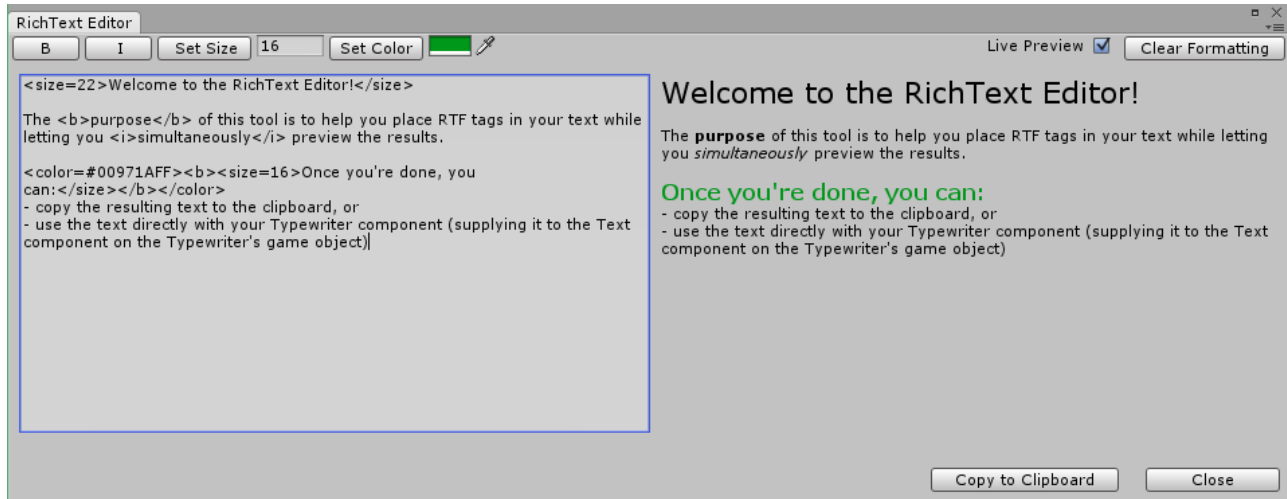 RichText Editor
B I Set Size 16 Set Color Live Preview Clear Formatting
<size=22>Welcome to the RichText Editor!</size>
The <b>purpose</b> of this tool is to help you place RTF tags in your text while
letting you <i>simultaneously</i> preview the results.
<color=#00971AFF><b><size=16>Once you're done, you
can:</size></b></color>
- copy the resulting text to the clipboard, or
- use the text directly with your Typewriter component (supplying it to the Text
component on the Typewriter's game object)
Welcome to the RichText Editor!
The purpose of this tool is to help you place RTF tags in your text while letting
you simultaneously preview the results.
Once you're done, you can:
- copy the resulting text to the clipboard, or
- use the text directly with your Typewriter component (supplying it to the Text
component on the Typewriter's game object)
Copy to Clipboard Close